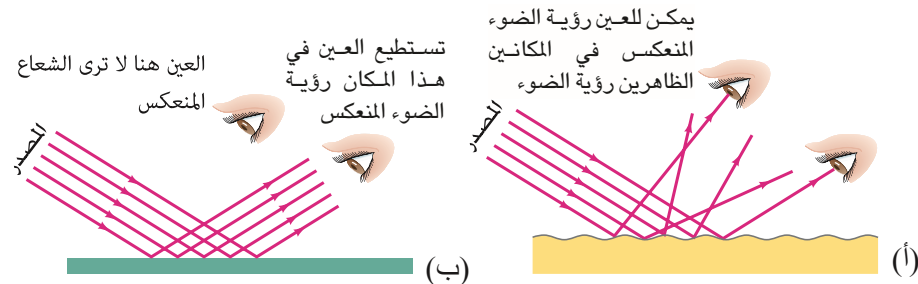 يمكن للعين رؤية الضوء
المنعكس في المكانين
الظاهرين رؤية الضوء
المصدر
(أ)
تستطيع العين في
هذا المكان رؤية
الضوء المنعكس
العين هنا لا ترى الشعاع
المنعكس
المصدر
(ب)